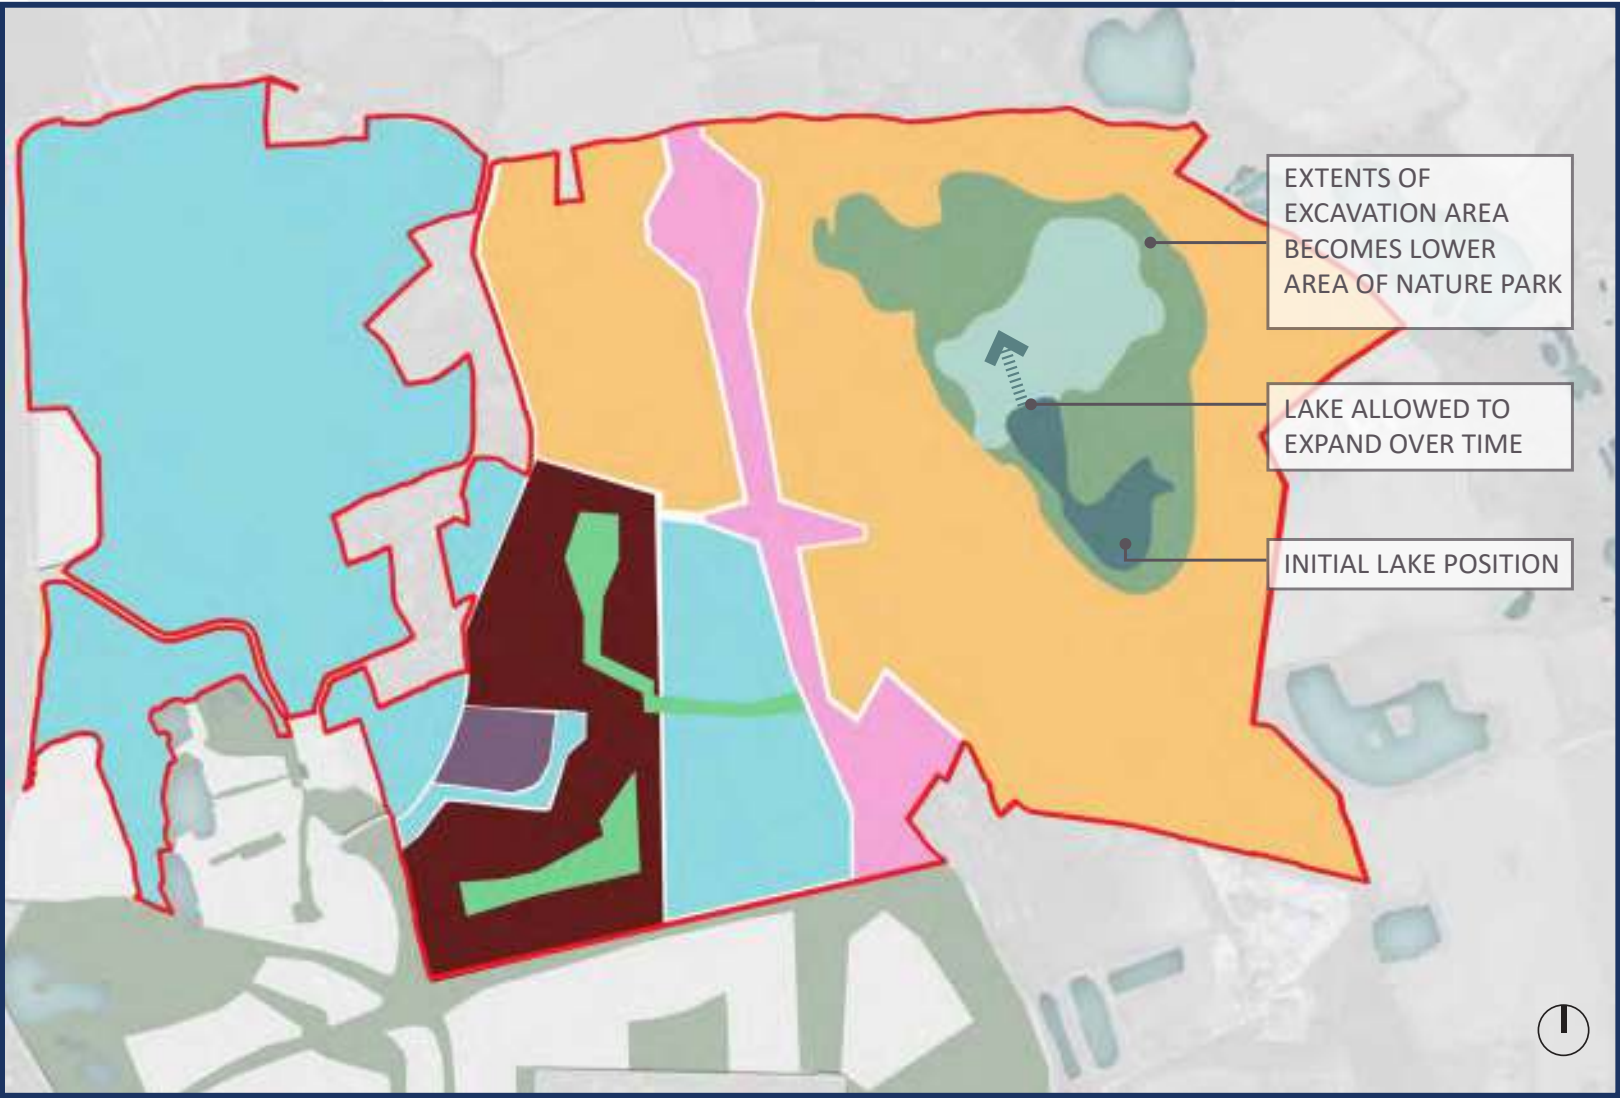 EXTENTS OF
EXCAVATION AREA
BECOMES LOWER
AREA OF NATURE PARK
LAKE ALLOWED TO
EXPAND OVER TIME
INITIAL LAKE POSITION